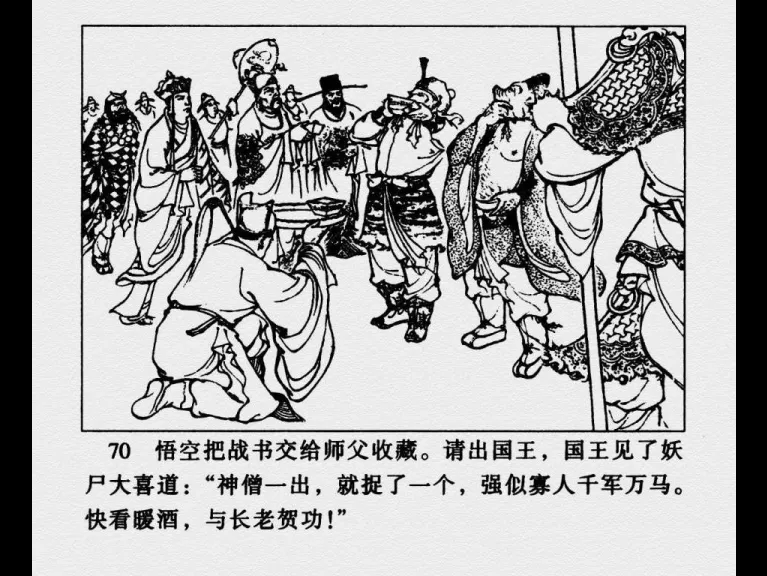 70 悟空把战书交给师父收藏。请出国王，国王见了妖
尸大喜道：“神僧一出，就捉了一个，强似寡人千军万马。
快看暖酒，与长老贺功！”